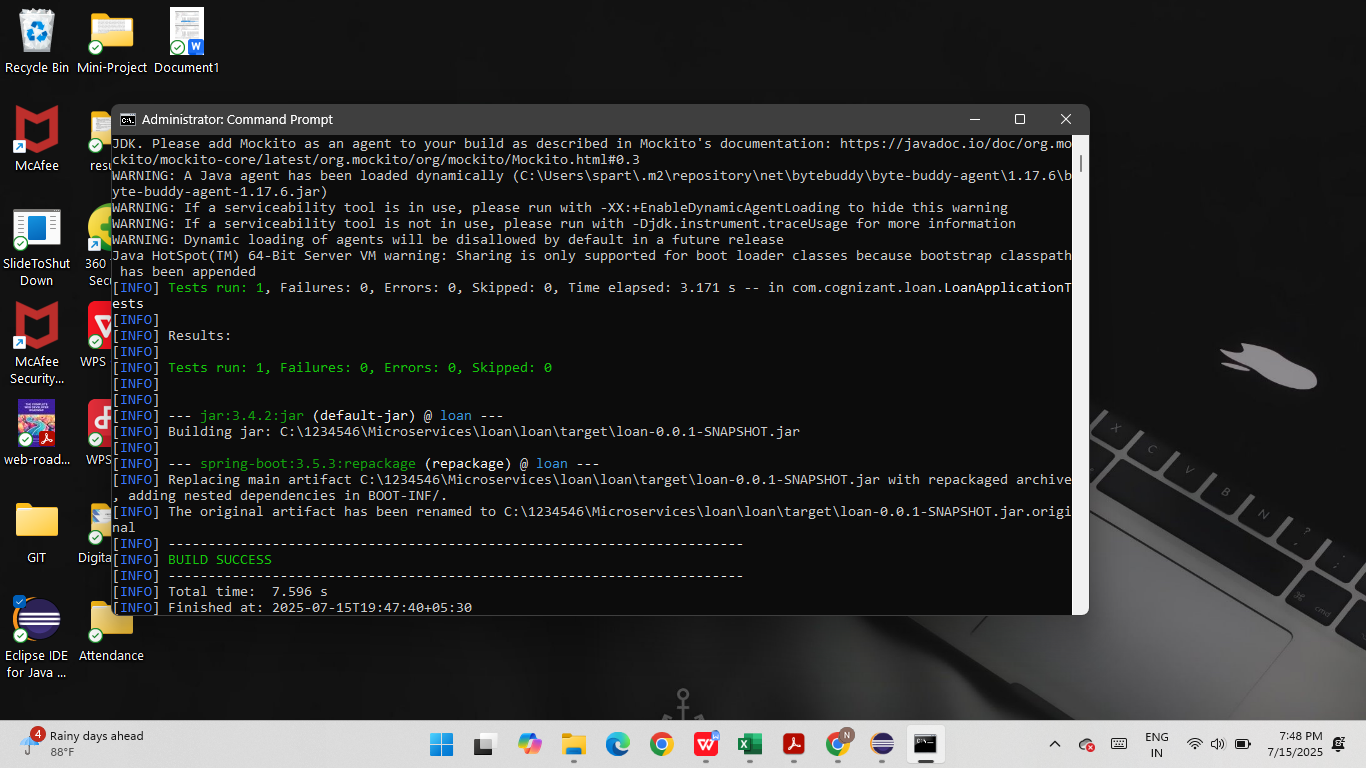 Recycle Bin
Mini-Project
Document1
McAfee
resu
SlideToShut
Down
360 T
Sec
McAfee
Security...
WPS
web-road...
WPS
GIT
Digita
Eclipse IDE
for Java ...
Attendance
Administrator: Command Prompt
JDK. Please add Mockito as an agent to your build as described in Mockito's documentation: https://javadoc.io/doc/org.mo
ckito/mockito-core/latest/org.mockito/org/mockito/Mockito.html#0.3
WARNING: A Java agent has been loaded dynamically (C:\Users\spart\.m2\repository\net\bytebuddy\byte-buddy-agent\1.17.6\b
yte-buddy-agent-1.17.6.jar)
WARNING: If a serviceability tool is in use, please run with -XX:+EnableDynamicAgentLoading to hide this warning
WARNING: If a serviceability tool is not in use, please run with -Djdk.instrument.traceUsage for more information
WARNING: Dynamic loading of agents will be disallowed by default in a future release
Java HotSpot(TM) 64-Bit Server VM warning: Sharing is only supported for boot loader classes because bootstrap classpath
has been appended
[INFO] Tests run: 1, Failures: 0, Errors: 0, Skipped: 0, Time elapsed: 3.171 s -- in com.cognizant.loan.LoanApplicationT
ests
[INFO]
[INFO] Results:
[INFO]
[INFO] Tests run: 1, Failures: 0, Errors: 0, Skipped: 0
[INFO]
[INFO]
[INFO] --- jar:3.4.2:jar (default-jar) @ loan ---
[INFO] Building jar: C:\1234546\Microservices\loan\loan\target\loan-0.0.1-SNAPSHOT.jar
[INFO]
[INFO] --- spring-boot:3.5.3:repackage (repackage) @ loan ---
[INFO] Replacing main artifact C:\1234546\Microservices\loan\loan\target\loan-0.0.1-SNAPSHOT.jar with repackaged archive
, adding nested dependencies in BOOT-INF/.
[INFO] The original artifact has been renamed to C:\1234546\Microservices\loan\loan\target\loan-0.0.1-SNAPSHOT.jar.origi
nal
[INFO] ------------------------------------------------------------------------
[INFO] BUILD SUCCESS
[INFO] ------------------------------------------------------------------------
[INFO] Total time:  7.596 s
[INFO] Finished at: 2025-07-15T19:47:40+05:30
4
Rainy days ahead
88°F
N
ENG
IN
7:48 PM
7/15/2025